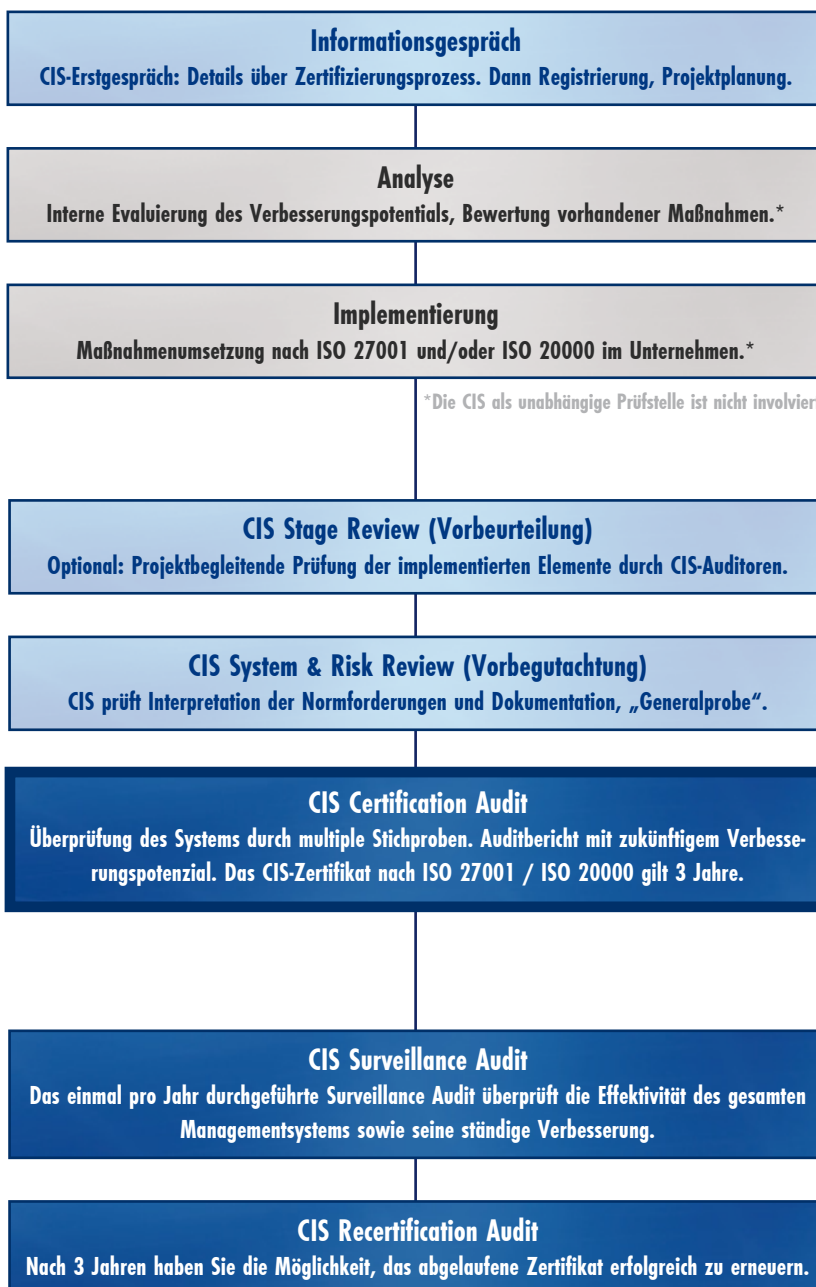 Informationsgespräch
CIS-Erstgespräch: Details über Zertifizierungsprozess. Dann Registrierung, Projektplanung.
Analyse
Interne Evaluierung des Verbesserungspotentials, Bewertung vorhandener Maßnahmen.*
Implementierung
Maßnahmenumsetzung nach ISO 27001 und/oder ISO 20000 im Unternehmen.*
*Die CIS als unabhängige Prüfstelle ist nicht involvier
CIS Stage Review (Vorbeurteilung)
Optional: Projektbegleitende Prüfung der implementierten Elemente durch CIS-Auditoren.
CIS System & Risk Review (Vorbegutachtung)
CIS prüft Interpretation der Normforderungen und Dokumentation, „Generalprobe“.
CIS Certification Audit
Überprüfung des Systems durch multiple Stichproben. Auditbericht mit zukünftigem Verbesse-
rungspotenzial. Das CIS-Zertifikat nach ISO 27001 / ISO 20000 gilt 3 Jahre.
CIS Surveillance Audit
Das einmal pro Jahr durchgeführte Surveillance Audit überprüft die Effektivität des gesamten
Managementsystems sowie seine ständige Verbesserung.
CIS Recertification Audit
Nach 3 Jahren haben Sie die Möglichkeit, das abgelaufene Zertifikat erfolgreich zu erneuern.